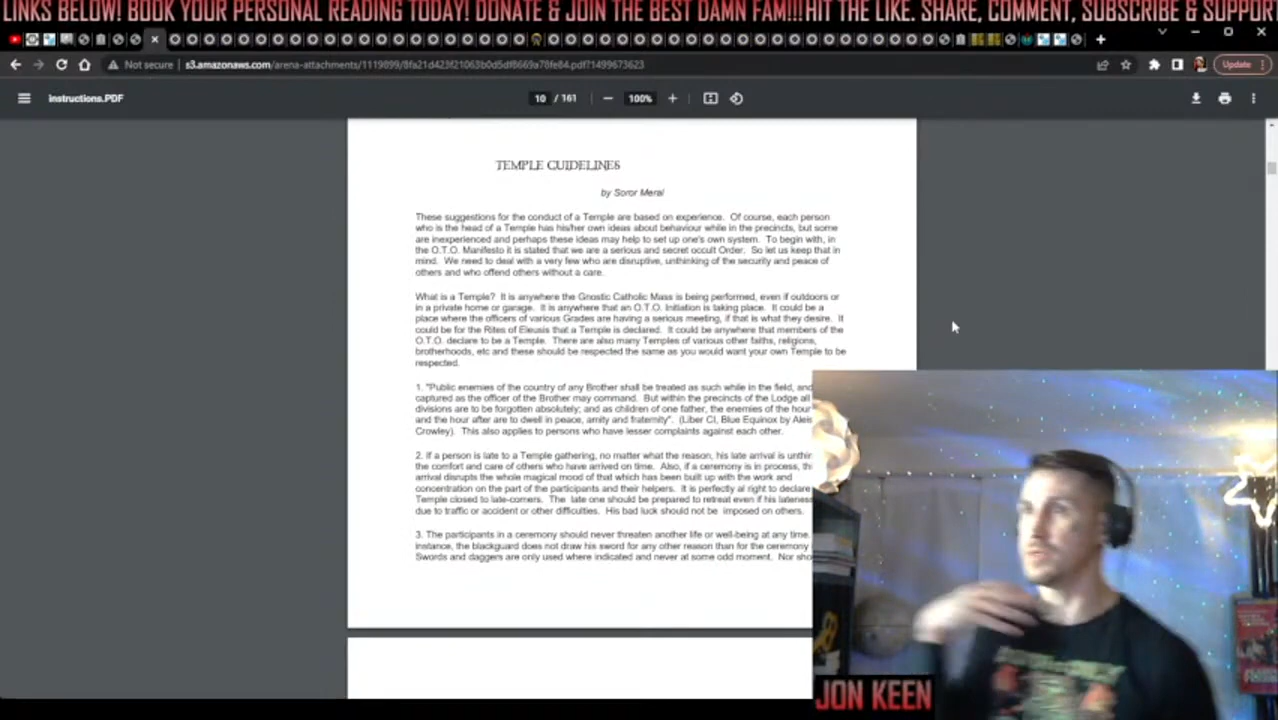 LINKS BELOW! BOOK YOUR PERSONAL READING TODAY! DONATE & JOIN THE BEST DAMN FAM!!!HIT THE LIKE. SHARE, COMMENT, SUBSCRIBE & SUPPOR
Not secure s3.amazonaws.com/arena-attachments/1119899/8fa21d423f21063b0d5df8669a78fe84.pdf?1499673623
Update
instructions.PDF
10 / 161
100%
TEMPLE GUIDELINES
by Soror Meral
These suggestions for the conduct of a Temple are based on experience. Of course, each person
who is the head of a Temple has his/her own ideas about behaviour while in the precincts, but some
are inexperienced and perhaps these ideas may help to set up one's own system. To begin with, in
the O.T.O. Manifesto it is stated that we are a serious and secret occult Order. So let us keep that in
mind. We need to deal with a very few who are disruptive, unthinking of the security and peace of
others and who offend others without a care.
What is a Temple? It is anywhere the Gnostic Catholic Mass is being performed, even if outdoors or
in a private home or garage. It is anywhere that an O.T.O. Initiation is taking place. It could be a
place where the officers of various Grades are having a serious meeting, if that is what they desire. It
could be for the Rites of Eleusis that a Temple is declared. It could be anywhere that members of the
O.T.O. declare to be a Temple. There are also many Temples of various other faiths, religions,
brotherhoods, etc and these should be respected the same as you would want your own Temple to be
respected.
1. "Public enemies of the country of any Brother shall be treated as such while in the field, and
captured as the officer of the Brother may command. But within the precincts of the Lodge all
divisions are to be forgotten absolutely; and as children of one father, the enemies of the hour
and the hour after are to dwell in peace, amity and fraternity". (Liber CI, Blue Equinox by Aleis
Crowley). This also applies to persons who have lesser complaints against each other.
2. If a person is late to a Temple gathering, no matter what the reason, his late arrival is unthin
the comfort and care of others who have arrived on time. Also, if a ceremony is in process, th
arrival disrupts the whole magical mood of that which has been built up with the work and
concentration on the part of the participants and their helpers. It is perfectly al right to declare
Temple closed to late-comers. The late one should be prepared to retreat even if his lateness
due to traffic or accident or other difficulties. His bad luck should not be imposed on others.
3. The participants in a ceremony should never threaten another life or well-being at any time.
instance, the blackguard does not draw his sword for any other reason than for the ceremony
Swords and daggers are only used where indicated and never at some odd moment. Nor sho
JON KEEN